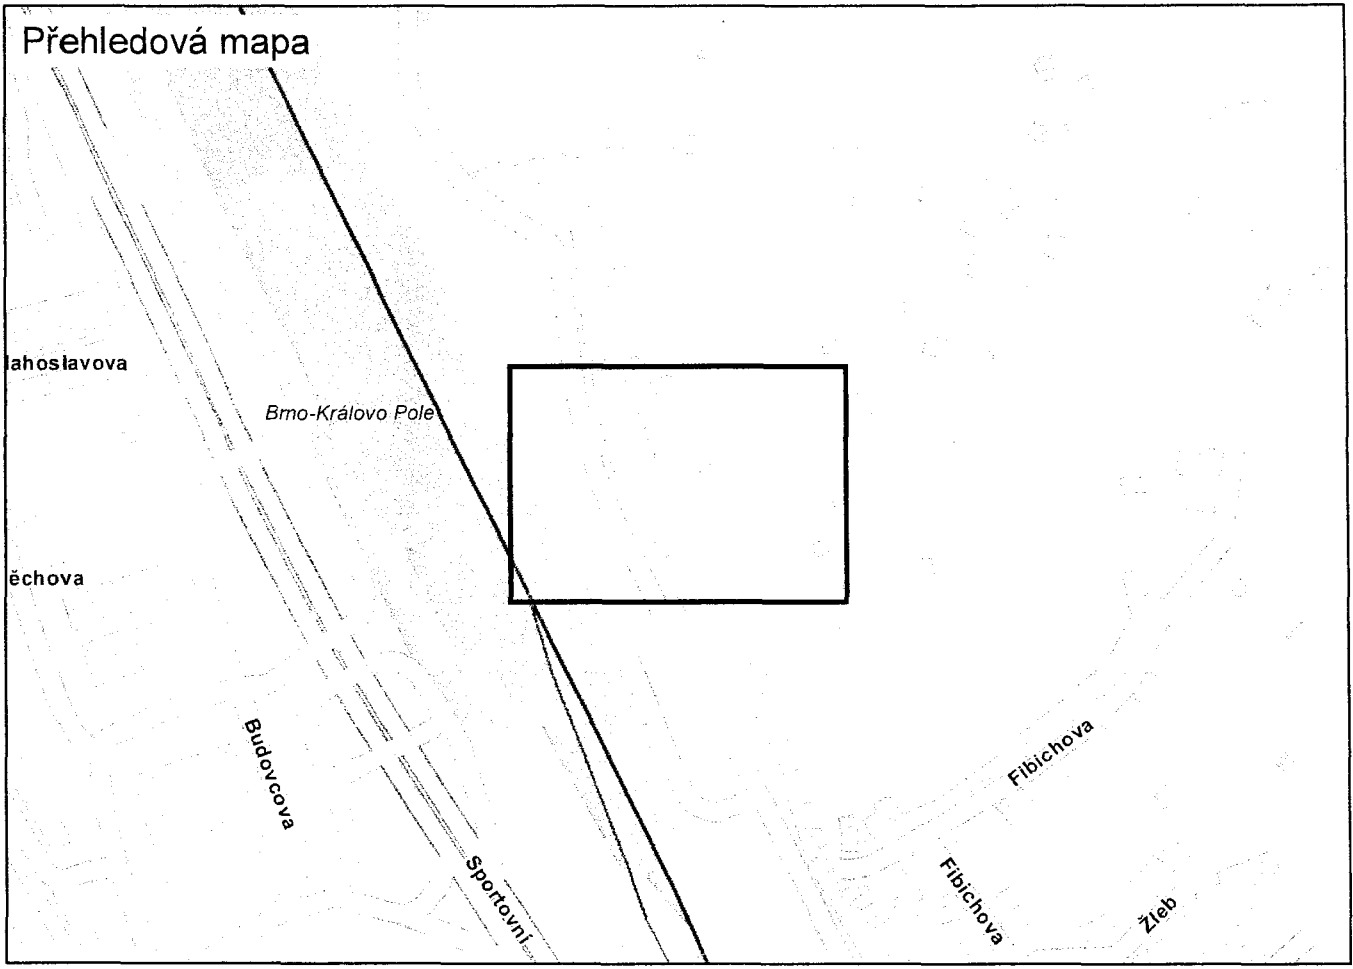 Přehledová mapa
lahoslavova
Brno-Královo Pole
ěchova
Budovcova
Fibichova
Sportovní
Fibichova
Žleb